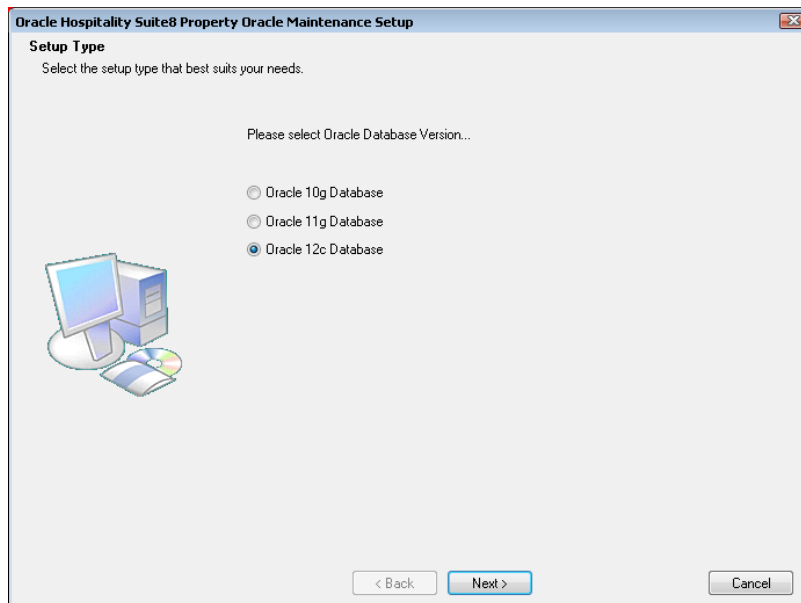 Oracle Hospitality Suite8 Property Oracle Maintenance Setup
Setup Type
Select the setup type that best suits your needs.
Please select Oracle Database Version...
Oracle 10g Database
Oracle 11g Database
Oracle 12c Database
< Back
Next >
Cancel